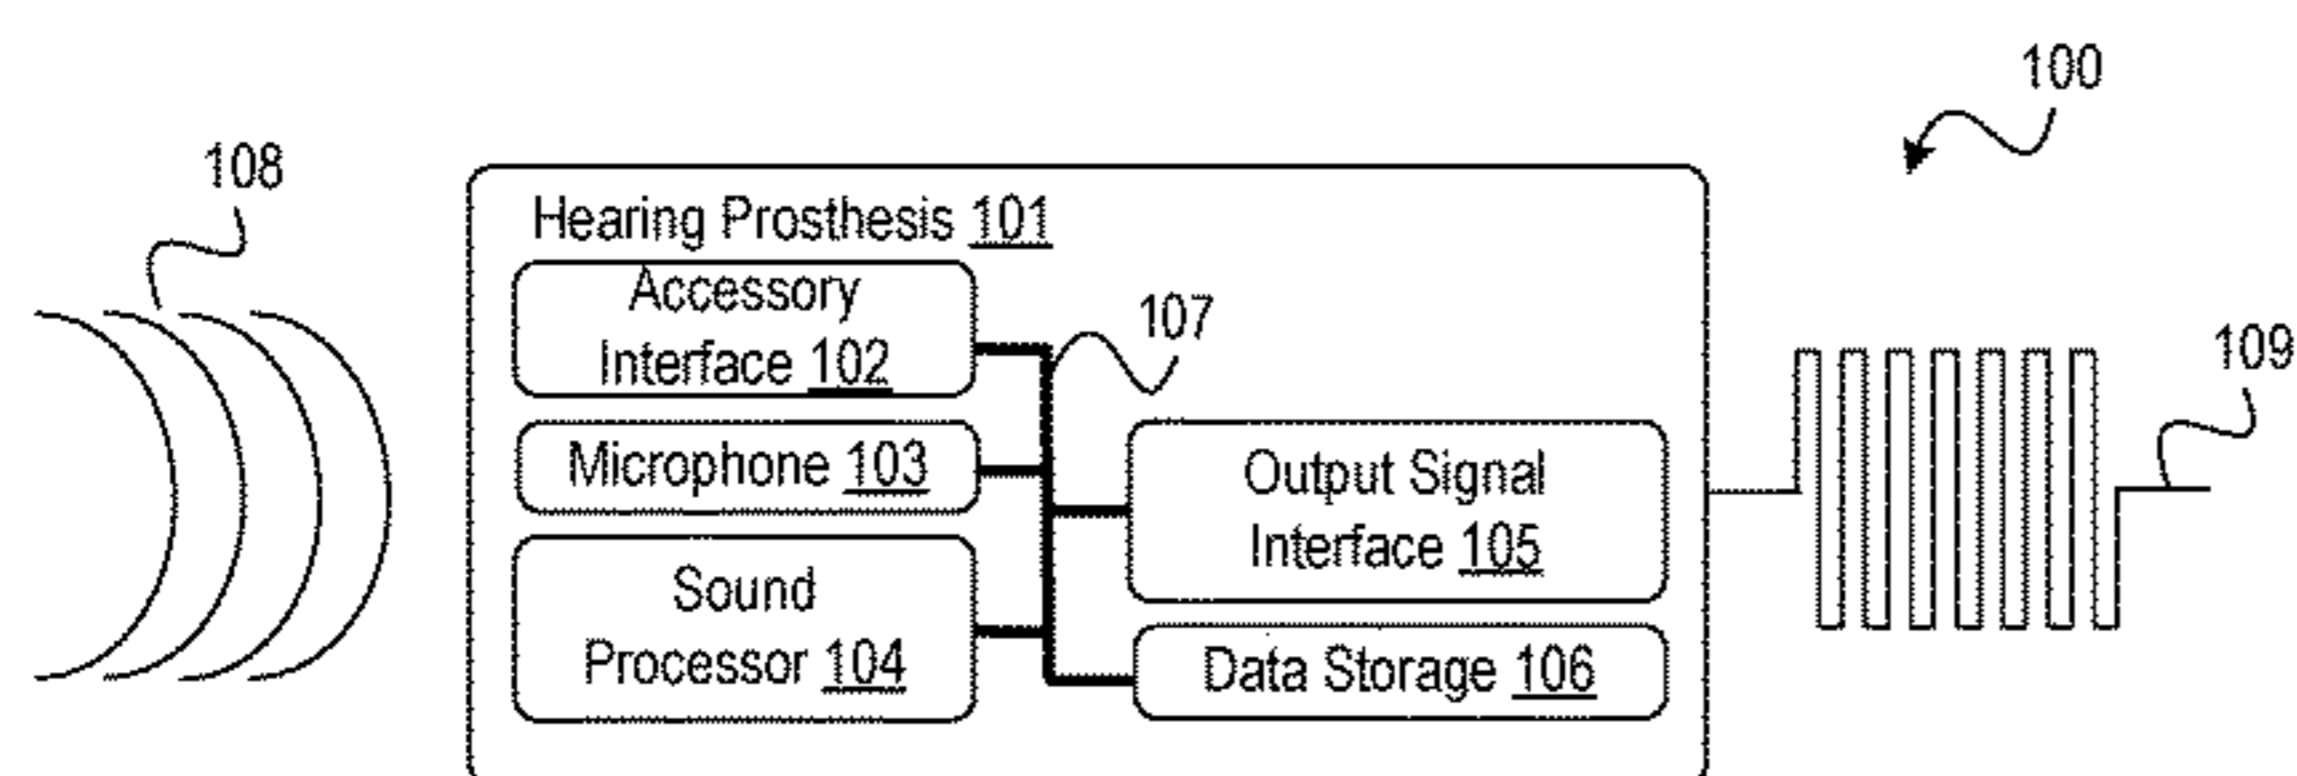 100
108
Hearing Prosthesis 101
Accessory
Interface 102
107
109
Microphone 103
Output Signal
Interface 105
Sound
Processor 104
Data Storage 106